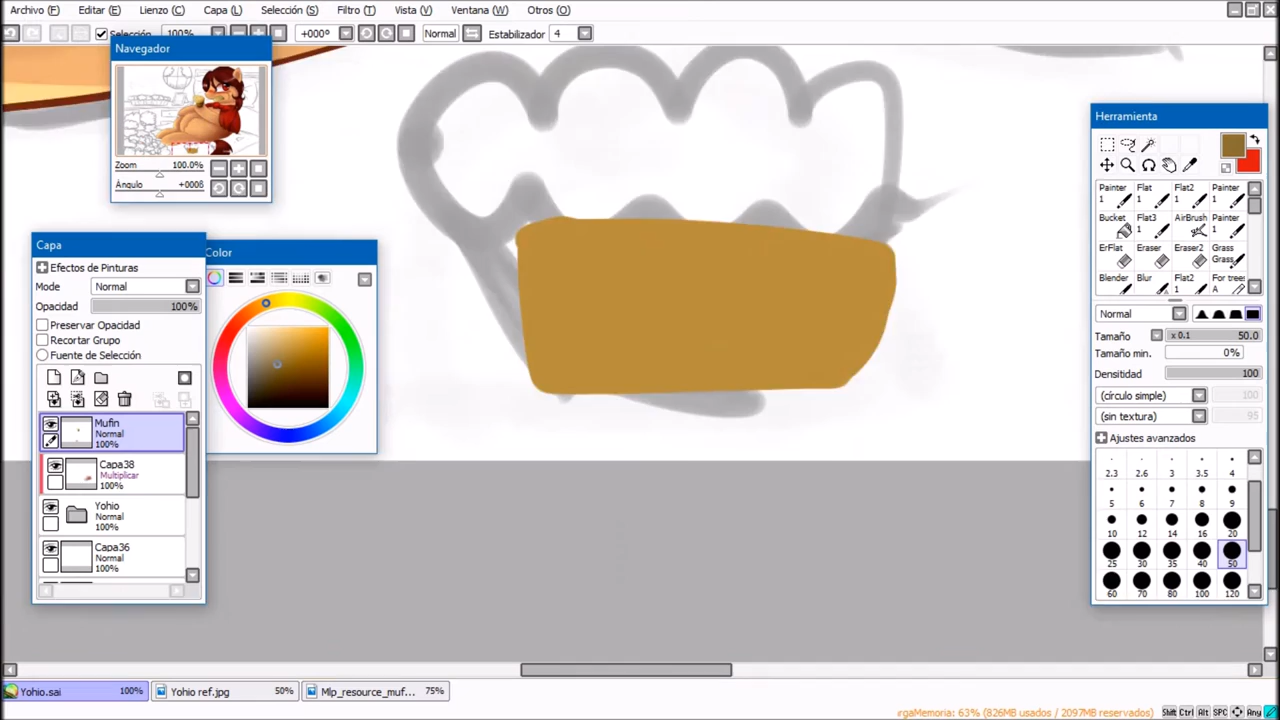 Archivo (F) Editar (E) Lienzo (C) Capa (L) Selección (S) Filtro (T) Vista (V) Ventana (W) Otros (O)
Selección 100% +000º Normal Estabilizador 4
Navegador
Zoom 100.0%
Ángulo +000ß
Capa
Efectos de Pinturas
Mode Normal
Opacidad 100%
Preservar Opacidad
Recortar Grupo
Fuente de Selección
Mufin
Normal
100%
Capa38
Multiplicar
100%
Yohio
Normal
100%
Capa36
Normal
100%
Color
Herramienta
Painter Flat Flat2 Painter
1 1 1 1
Bucket Flat3 AirBrush Painter
1 1
ErFlat Eraser Eraser2 Grass
Grass
Blender Blur Flat2 For trees
1 A
Normal
Tamaño x 0.1 50.0
Tamaño min. 0%
Densitidad 100
(círculo simple) 100
(sin textura) 95
Ajustes avanzados
2.3 2.6 3 3.5 4
5 6 7 8 9
10 12 14 16 20
25 30 35 40 50
60 70 80 100 120
Yohio.sai 100% Yohio ref.jpg 50% Mlp_resource_muf... 75%
ırgaMemoria: 63% (826MB usados / 2097MB reservados) Shift Ctrl Alt SPC Any